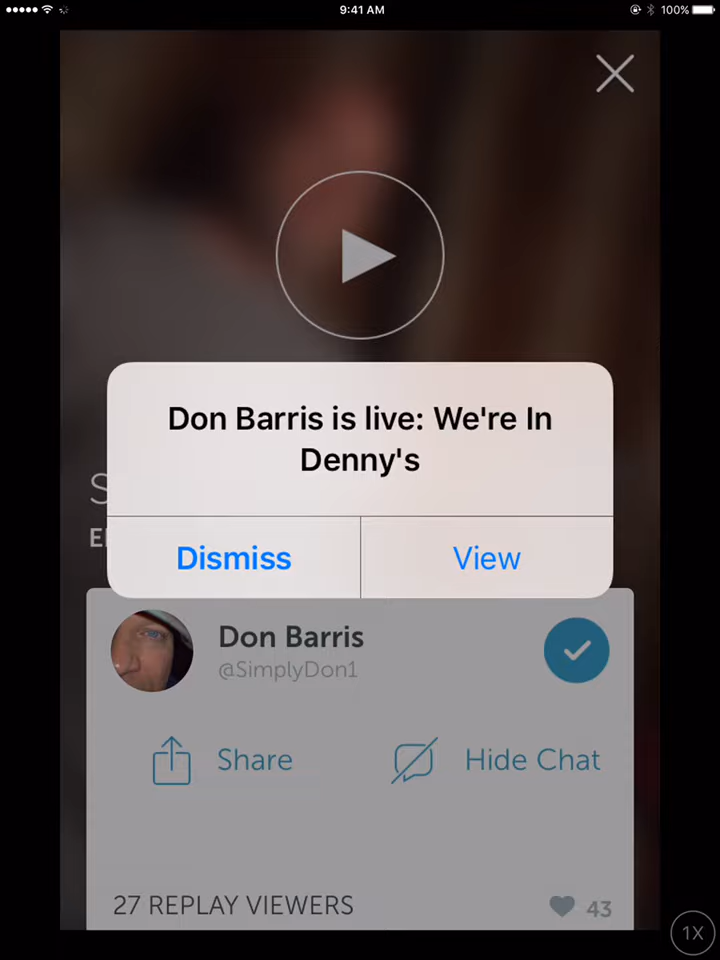 9:41 AM
100%
Don Barris is live: We're In
Denny's
Dismiss
View
Don Barris
@SimplyDon1
Share
Hide Chat
27 REPLAY VIEWERS
43
1X